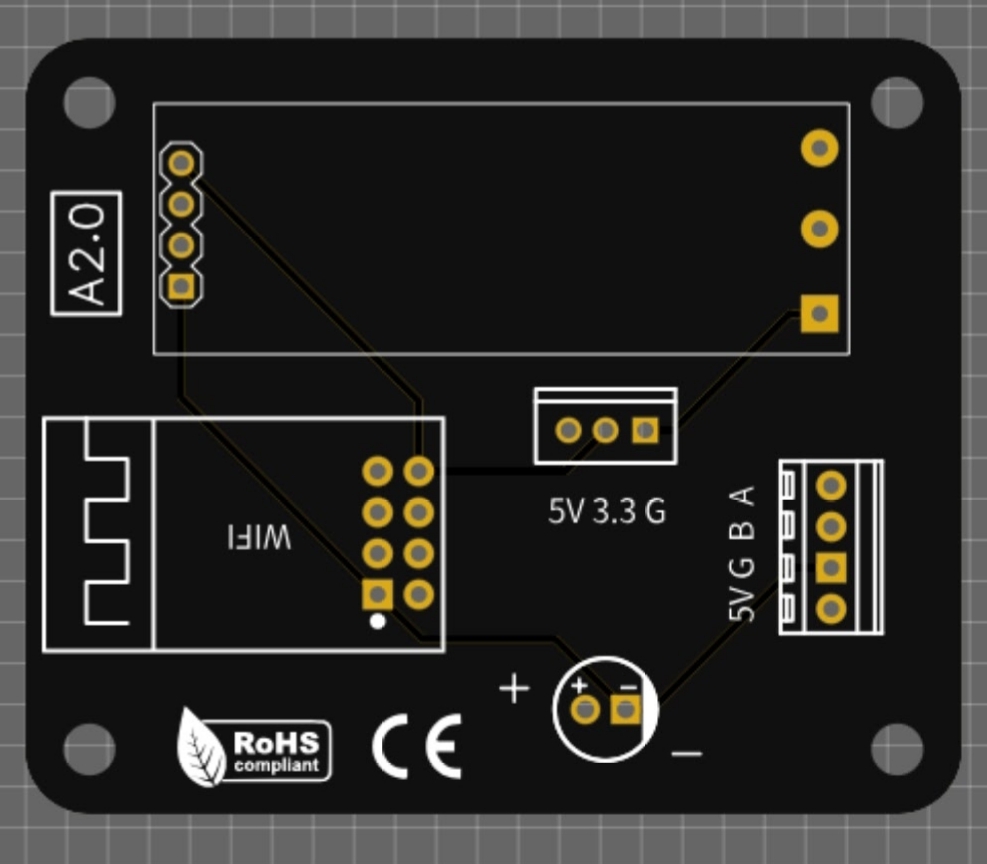 A2.0
5V 3.3 G
WIFI
5V G B A
+
+ −
−
RoHS
compliant
CE